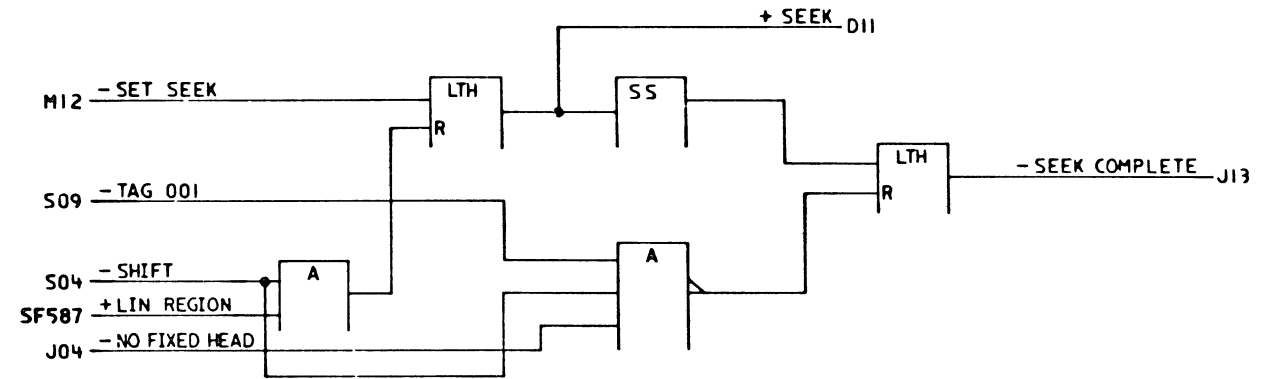 + SEEK D11
M12 - SET SEEK
LTH
SS
R
LTH
- SEEK COMPLETE J13
S09 - TAG 001
R
A
S04 - SHIFT
A
SF587 + LIN REGION
J04 - NO FIXED HEAD